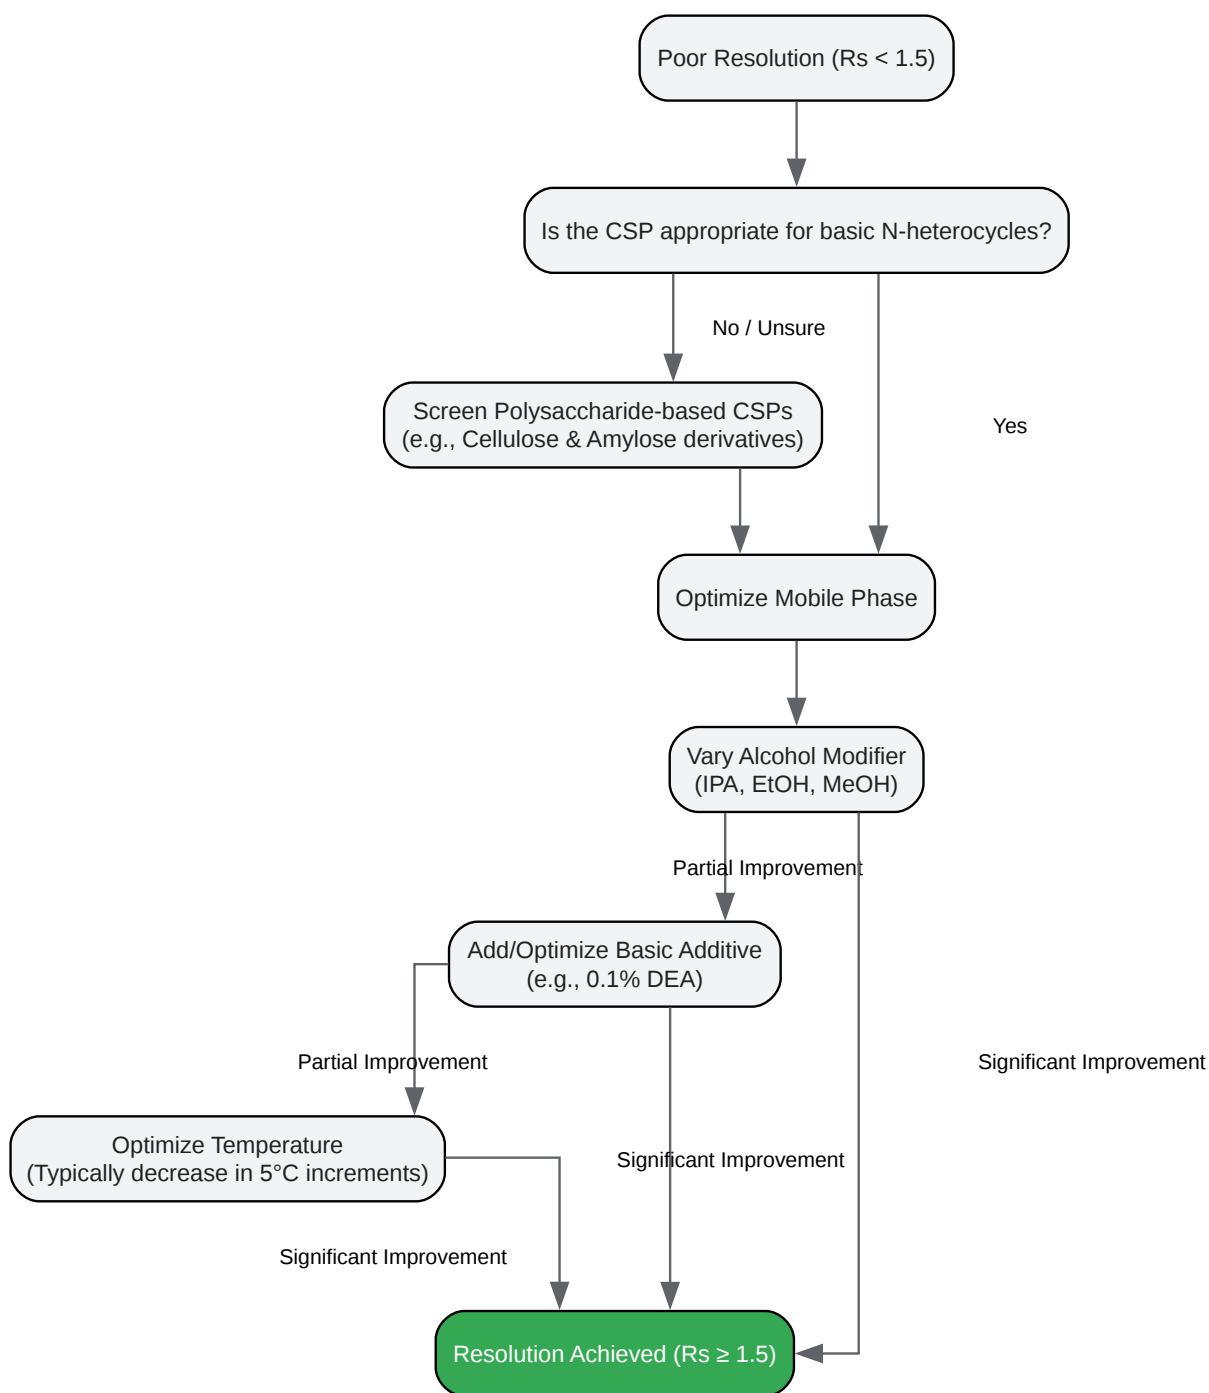 Poor Resolution (Rs < 1.5)
Is the CSP appropriate for basic N-heterocycles?
No / Unsure
Screen Polysaccharide-based CSPs
(e.g., Cellulose & Amylose derivatives)
Yes
Optimize Mobile Phase
Vary Alcohol Modifier
(IPA, EtOH, MeOH)
Partial Improvement
Add/Optimize Basic Additive
(e.g., 0.1% DEA)
Partial Improvement
Significant Improvement
Optimize Temperature
(Typically decrease in 5°C increments)
Significant Improvement
Significant Improvement
Resolution Achieved (Rs ≥ 1.5)